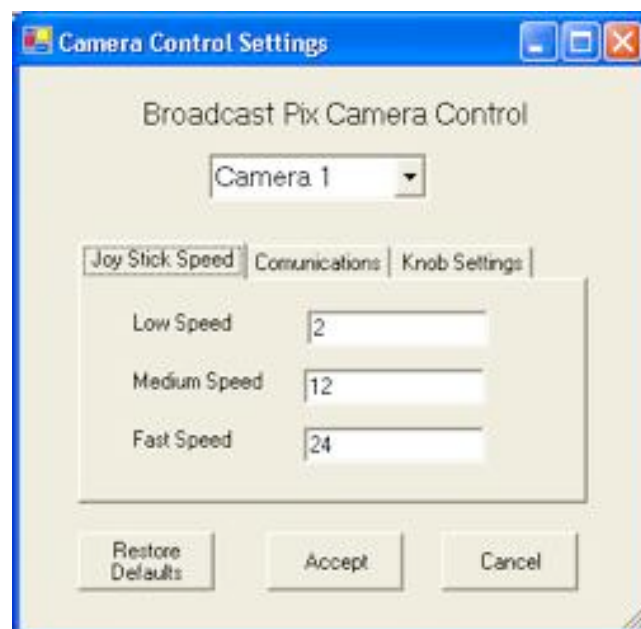 Camera Control Settings
Broadcast Pix Camera Control
Camera 1
Joy Stick Speed Comunications Knob Settings
Low Speed 2
Medium Speed 12
Fast Speed 24
Restore
Defaults
Accept
Cancel